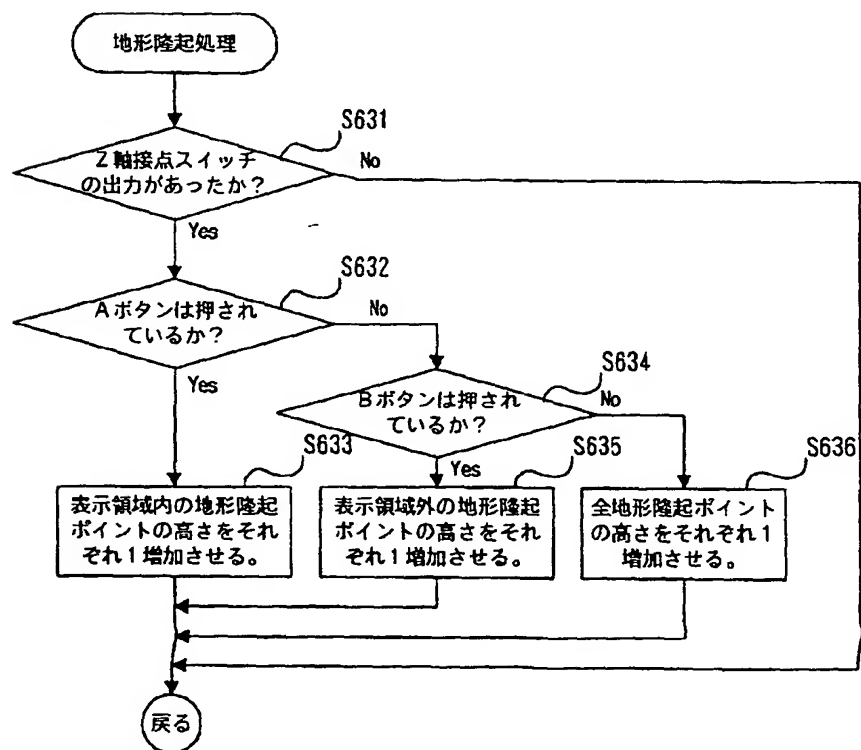 地形隆起処理
S631
Z軸接点スイッチ
の出力があったか?
No
Yes
S632
Aボタンは押され
ているか?
No
Yes
S634
Bボタンは押され
ているか?
No
Yes
S633
表示領域内の地形隆起
ポイントの高さをそれ
ぞれ1増加させる。
S635
表示領域外の地形隆起
ポイントの高さをそれ
ぞれ1増加させる。
S636
全地形隆起ポイント
の高さをそれぞれ1
増加させる。
戻る